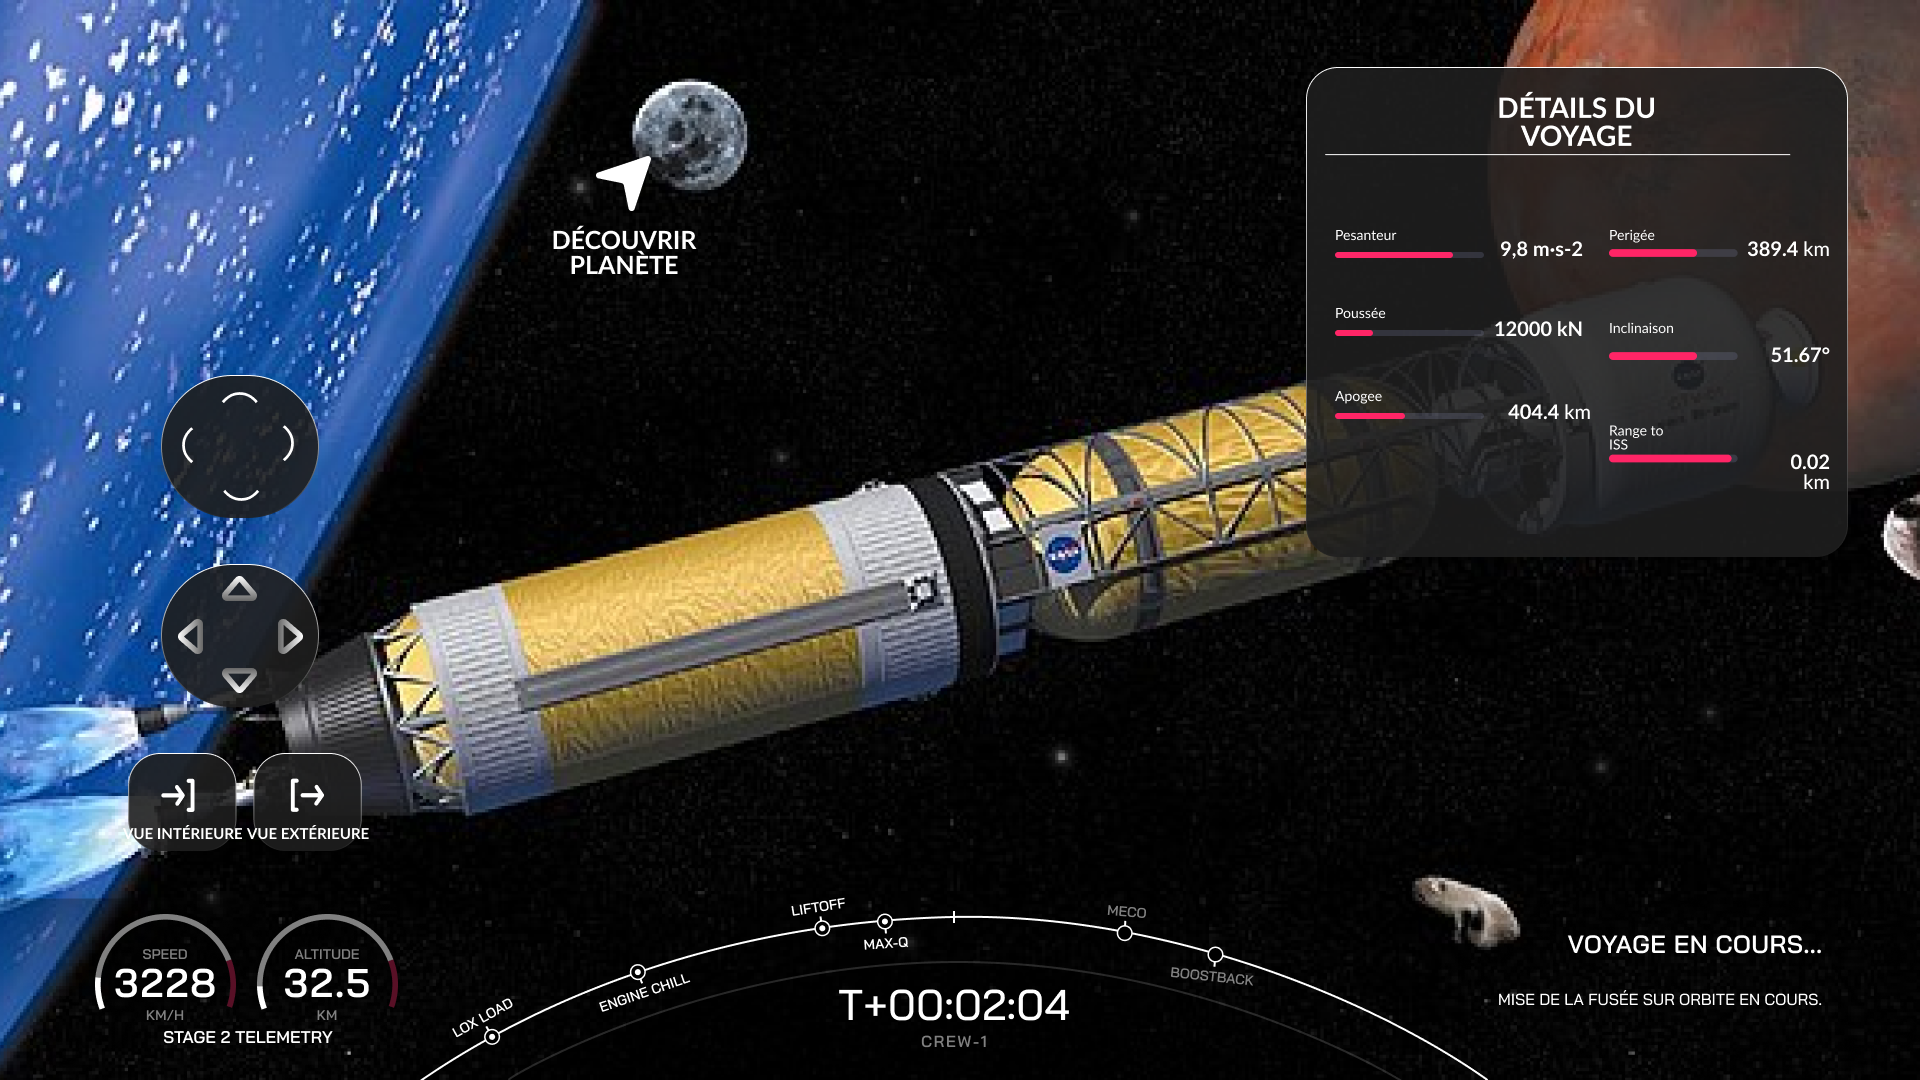 DÉTAILS DU
VOYAGE
DÉCOUVRIR
PLANÈTE
Pesanteur
9,8 m·s-2
Perigée
389.4 km
Poussée
12000 kN
Inclinaison
51.67°
Apogee
404.4 km
Range to
ISS
0.02
km
NASA
VUE INTÉRIEURE
VUE EXTÉRIEURE
SPEED
3228
KM/H
ALTITUDE
32.5
KM
STAGE 2 TELEMETRY
LOX LOAD
ENGINE CHILL
LIFTOFF
MAX-Q
MECO
BOOSTBACK
T+00:02:04
CREW-1
VOYAGE EN COURS...
MISE DE LA FUSÉE SUR ORBITE EN COURS.